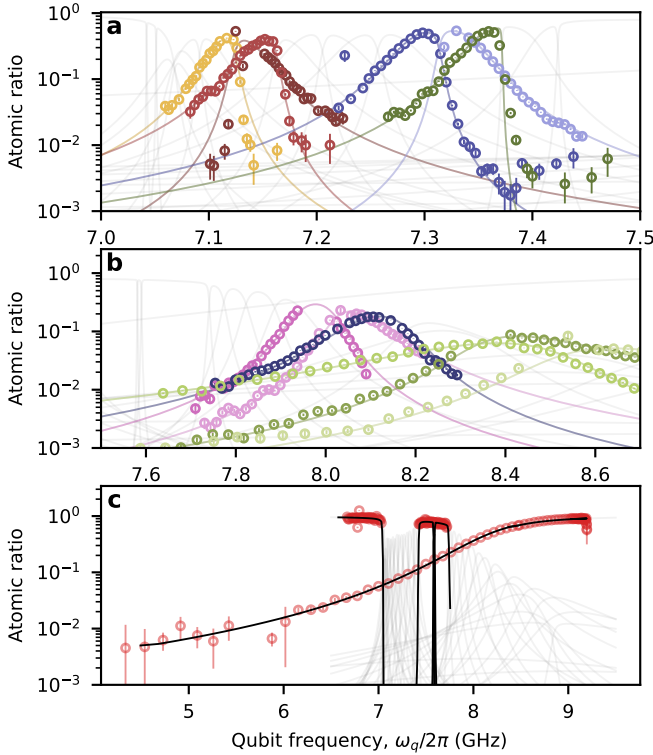 a
Atomic ratio
10⁰
10⁻¹
10⁻²
10⁻³
7.0 7.1 7.2 7.3 7.4 7.5
b
Atomic ratio
10⁰
10⁻¹
10⁻²
10⁻³
7.6 7.8 8.0 8.2 8.4 8.6
c
Atomic ratio
10⁰
10⁻¹
10⁻²
10⁻³
5 6 7 8 9
Qubit frequency, ω_q/2π (GHz)